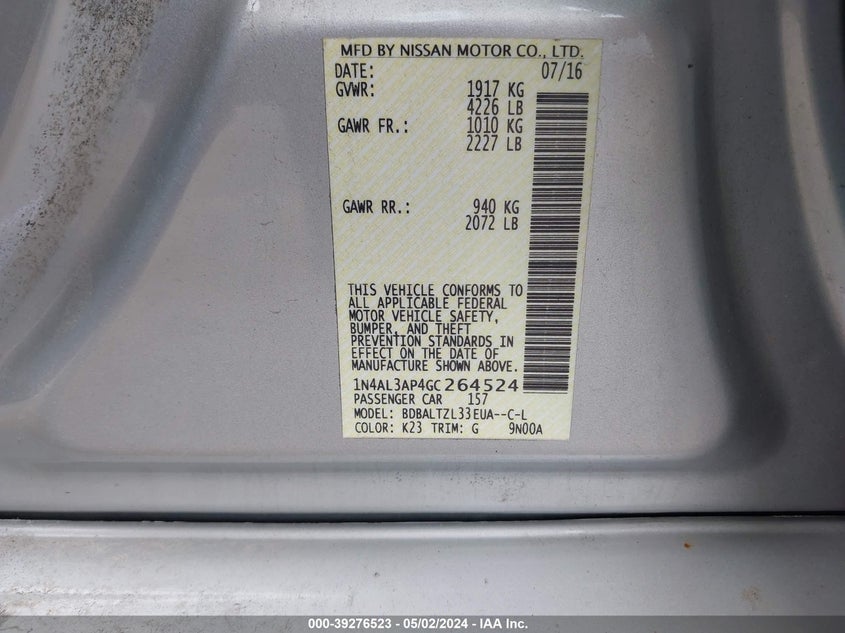 MFD BY NISSAN MOTOR CO., LTD.
DATE: 07/16
GVWR: 1917 KG
4226 LB
GAWR FR.: 1010 KG
2227 LB
GAWR RR.: 940 KG
2072 LB
THIS VEHICLE CONFORMS TO
ALL APPLICABLE FEDERAL
MOTOR VEHICLE SAFETY,
BUMPER, AND THEFT
PREVENTION STANDARDS IN
EFFECT ON THE DATE OF
MANUFACTURE SHOWN ABOVE.
1N4AL3AP4GC264524
PASSENGER CAR 157
MODEL: BDBALTZL33EUA--C-L
COLOR: K23 TRIM: G 9N00A
000-39276523 - 05/02/2024 - IAA Inc.